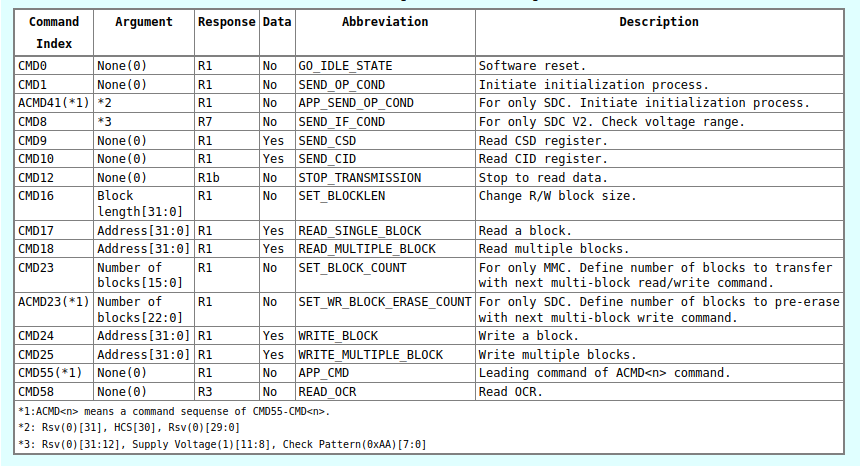 Command Index Argument Response Data Abbreviation Description
CMD0 None(0) R1 No GO_IDLE_STATE Software reset.
CMD1 None(0) R1 No SEND_OP_COND Initiate initialization process.
ACMD41(*1) *2 R1 No APP_SEND_OP_COND For only SDC. Initiate initialization process.
CMD8 *3 R7 No SEND_IF_COND For only SDC V2. Check voltage range.
CMD9 None(0) R1 Yes SEND_CSD Read CSD register.
CMD10 None(0) R1 Yes SEND_CID Read CID register.
CMD12 None(0) R1b No STOP_TRANSMISSION Stop to read data.
CMD16 Block length[31:0] R1 No SET_BLOCKLEN Change R/W block size.
CMD17 Address[31:0] R1 Yes READ_SINGLE_BLOCK Read a block.
CMD18 Address[31:0] R1 Yes READ_MULTIPLE_BLOCK Read multiple blocks.
CMD23 Number of blocks[15:0] R1 No SET_BLOCK_COUNT For only MMC. Define number of blocks to transfer with next multi-block read/write command.
ACMD23(*1) Number of blocks[22:0] R1 No SET_WR_BLOCK_ERASE_COUNT For only SDC. Define number of blocks to pre-erase with next multi-block write command.
CMD24 Address[31:0] R1 Yes WRITE_BLOCK Write a block.
CMD25 Address[31:0] R1 Yes WRITE_MULTIPLE_BLOCK Write multiple blocks.
CMD55(*1) None(0) R1 No APP_CMD Leading command of ACMD<n> command.
CMD58 None(0) R3 No READ_OCR Read OCR.
*1:ACMD<n> means a command sequense of CMD55-CMD<n>.
*2: Rsv(0)[31], HCS[30], Rsv(0)[29:0]
*3: Rsv(0)[31:12], Supply Voltage(1)[11:8], Check Pattern(0xAA)[7:0]